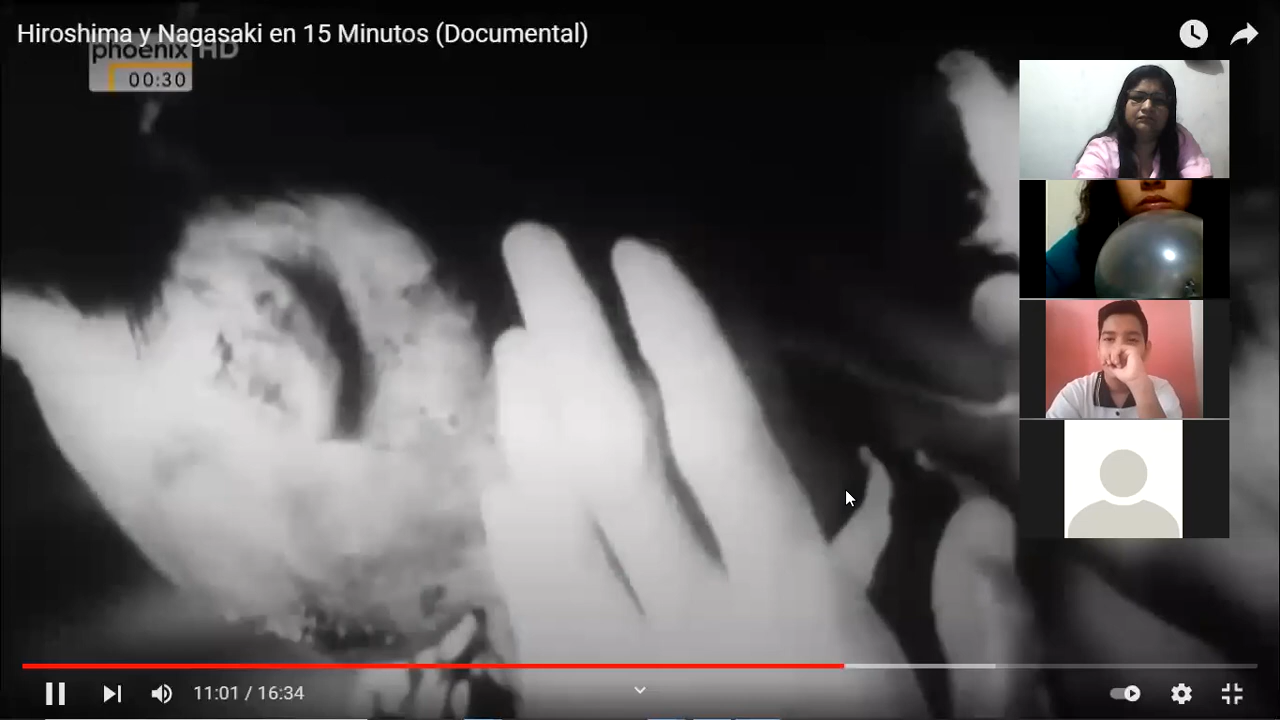 Hiroshima y Nagasaki en 15 Minutos (Documental)
phoenix HD
00:30
11:01 / 16:34